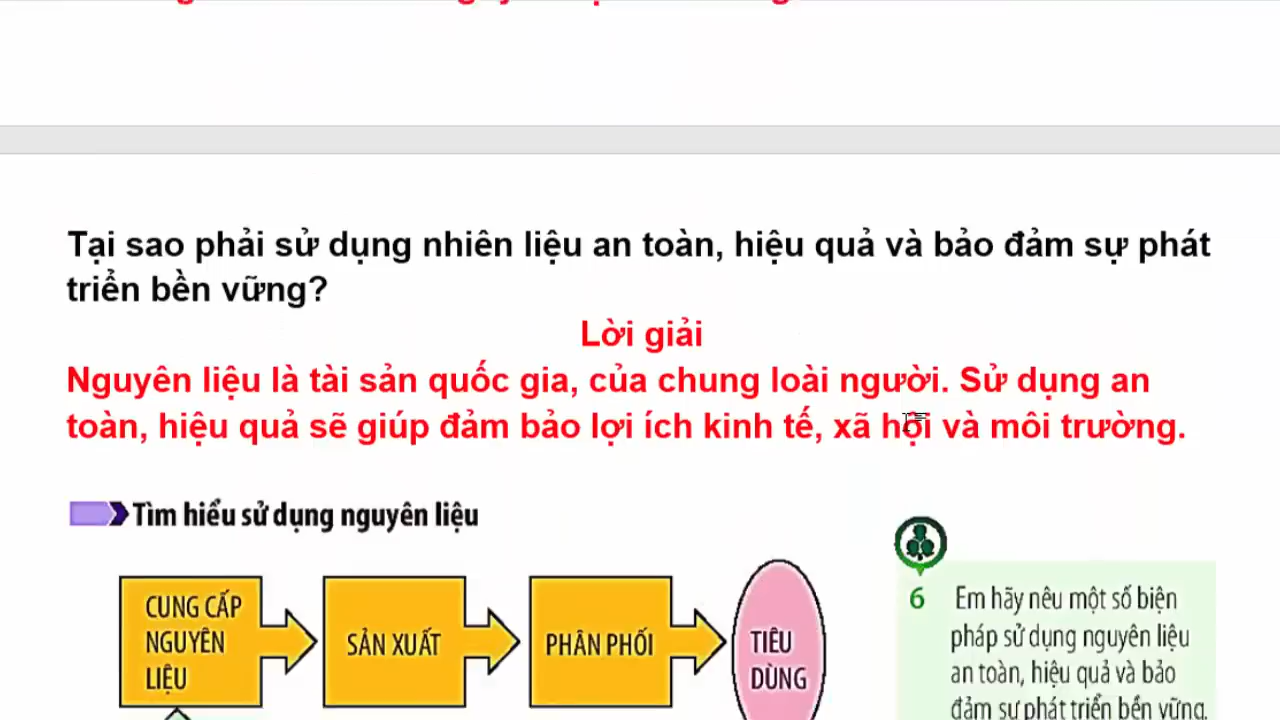 Tại sao phải sử dụng nhiên liệu an toàn, hiệu quả và bảo đảm sự phát
triển bền vững?
Lời giải
Nguyên liệu là tài sản quốc gia, của chung loài người. Sử dụng an
toàn, hiệu quả sẽ giúp đảm bảo lợi ích kinh tế, xã hội và môi trường.
Tìm hiểu sử dụng nguyên liệu
CUNG CẤP
NGUYÊN
LIỆU
SẢN XUẤT
PHÂN PHỐI
TIÊU
DÙNG
6 Em hãy nêu một số biện
pháp sử dụng nguyên liệu
an toàn, hiệu quả và bảo
đảm sự phát triển bền vững.